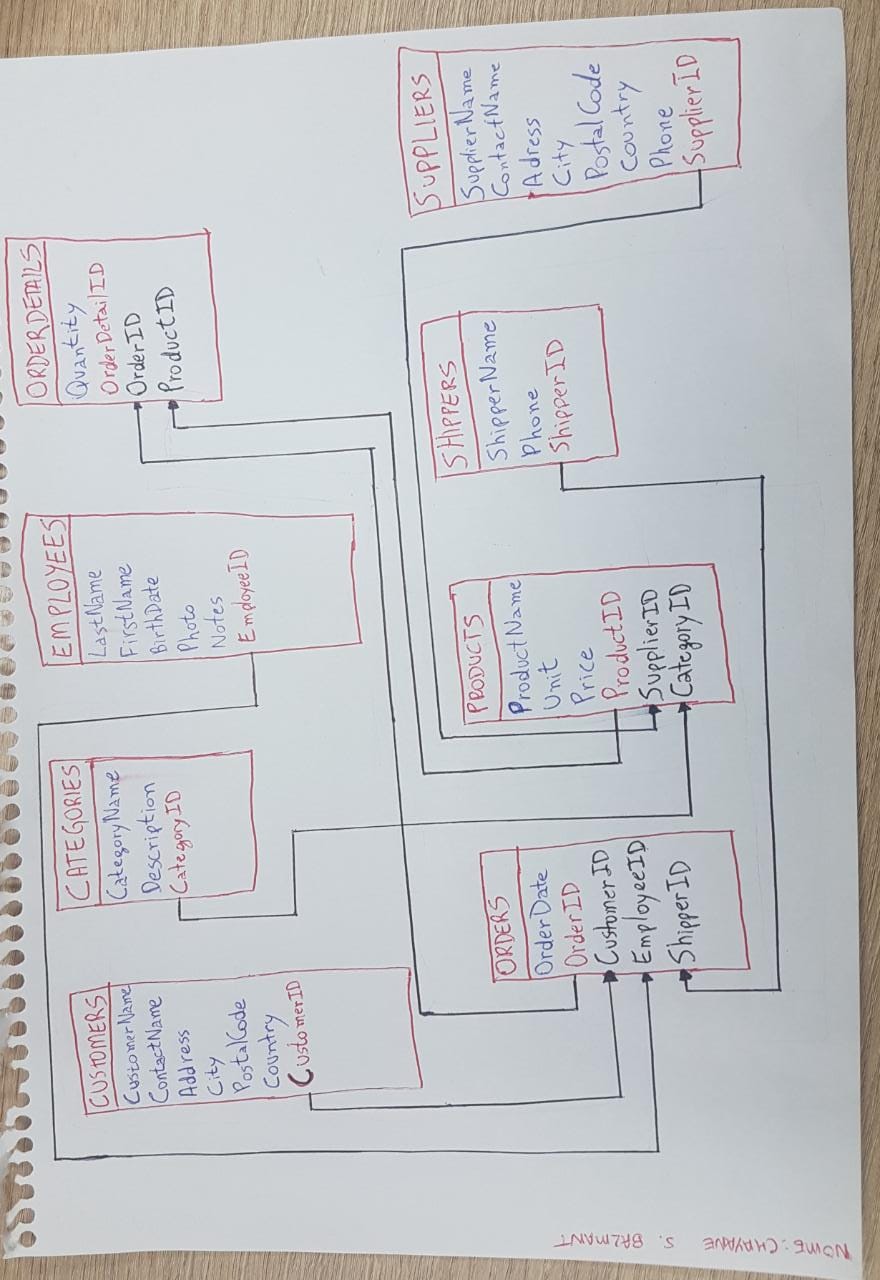 CUSTOMERS
CustomerName
ContactName
Address
City
PostalCode
Country
CustomerID
CATEGORIES
CategoryName
Description
CategoryID
EMPLOYEES
LastName
FirstName
BirthDate
Photo
Notes
EmployeeID
ORDERDETAILS
Quantity
OrderDetailID
OrderID
ProductID
ORDERS
OrderDate
OrderID
CustomerID
EmployeeID
ShipperID
PRODUCTS
ProductName
Unit
Price
ProductID
SupplierID
CategoryID
SHIPPERS
ShipperName
Phone
ShipperID
SUPPLIERS
SupplierName
ContactName
Adress
City
PostalCode
Country
Phone
SupplierID
NOME: CHAYANE S. BALMANT